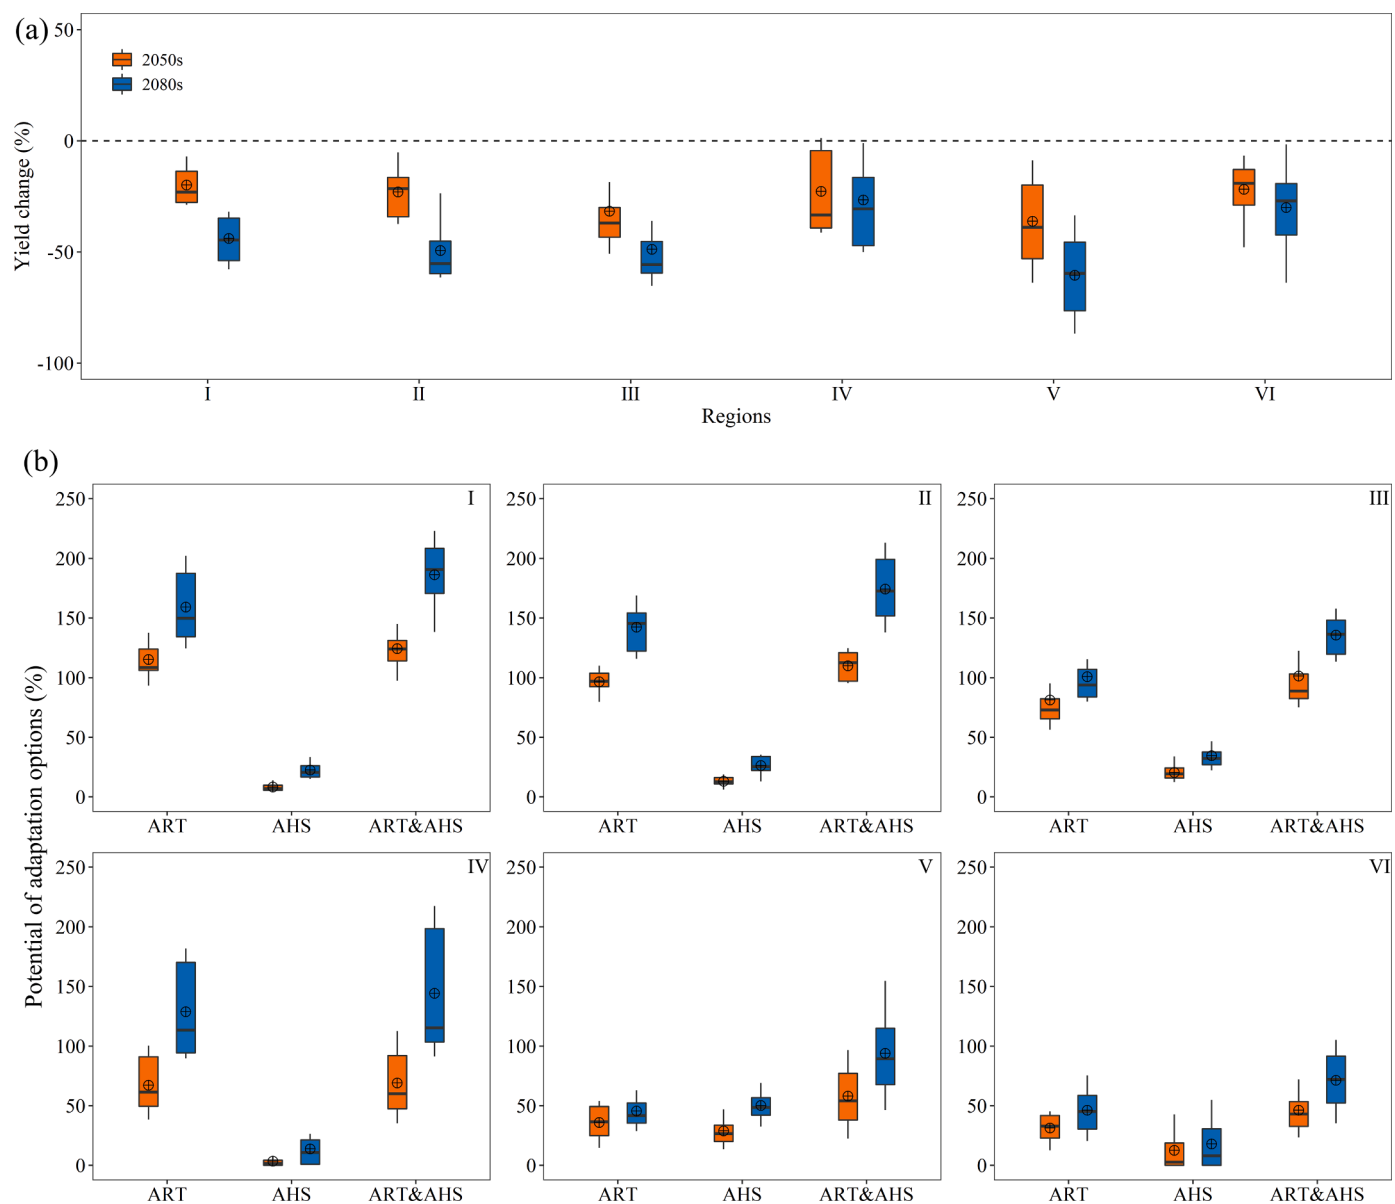 (a)
50
0
-50
-100
Yield change (%)
2050s
2080s
I II III IV V VI
Regions
(b)
Potential of adaptation options (%)
I
250
200
150
100
50
0
ART AHS ART&AHS
II
250
200
150
100
50
0
ART AHS ART&AHS
III
250
200
150
100
50
0
ART AHS ART&AHS
IV
250
200
150
100
50
0
ART AHS ART&AHS
V
250
200
150
100
50
0
ART AHS ART&AHS
VI
250
200
150
100
50
0
ART AHS ART&AHS